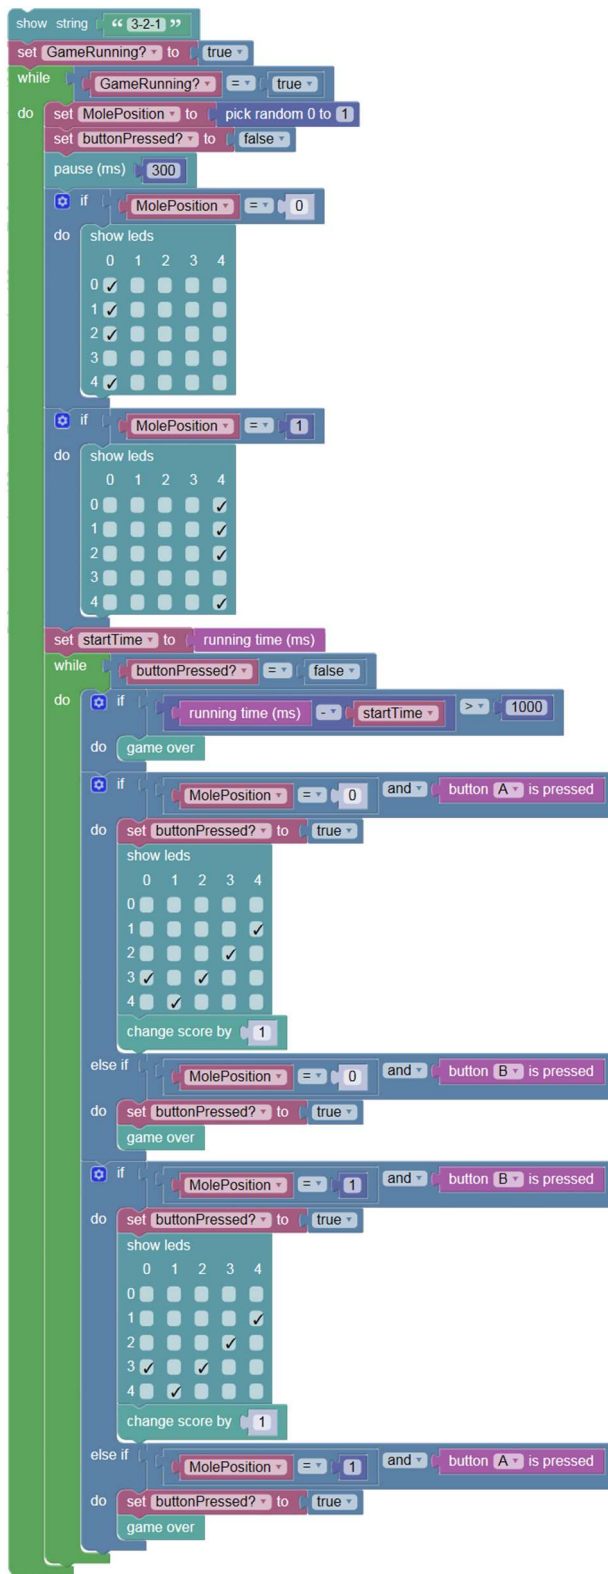 show string “ 3-2-1 ”
set GameRunning? to true
while GameRunning? = true
do set MolePosition to pick random 0 to 1
set buttonPressed? to false
pause (ms) 300
if MolePosition = 0
do show leds
0 1 2 3 4
0
1
2
3
4
if MolePosition = 1
do show leds
0 1 2 3 4
0
1
2
3
4
set startTime to running time (ms)
while buttonPressed? = false
do if running time (ms) - startTime > 1000
do game over
if MolePosition = 0 and button A is pressed
do set buttonPressed? to true
show leds
0 1 2 3 4
0
1
2
3
4
change score by 1
else if MolePosition = 0 and button B is pressed
do set buttonPressed? to true
game over
if MolePosition = 1 and button B is pressed
do set buttonPressed? to true
show leds
0 1 2 3 4
0
1
2
3
4
change score by 1
else if MolePosition = 1 and button A is pressed
do set buttonPressed? to true
game over